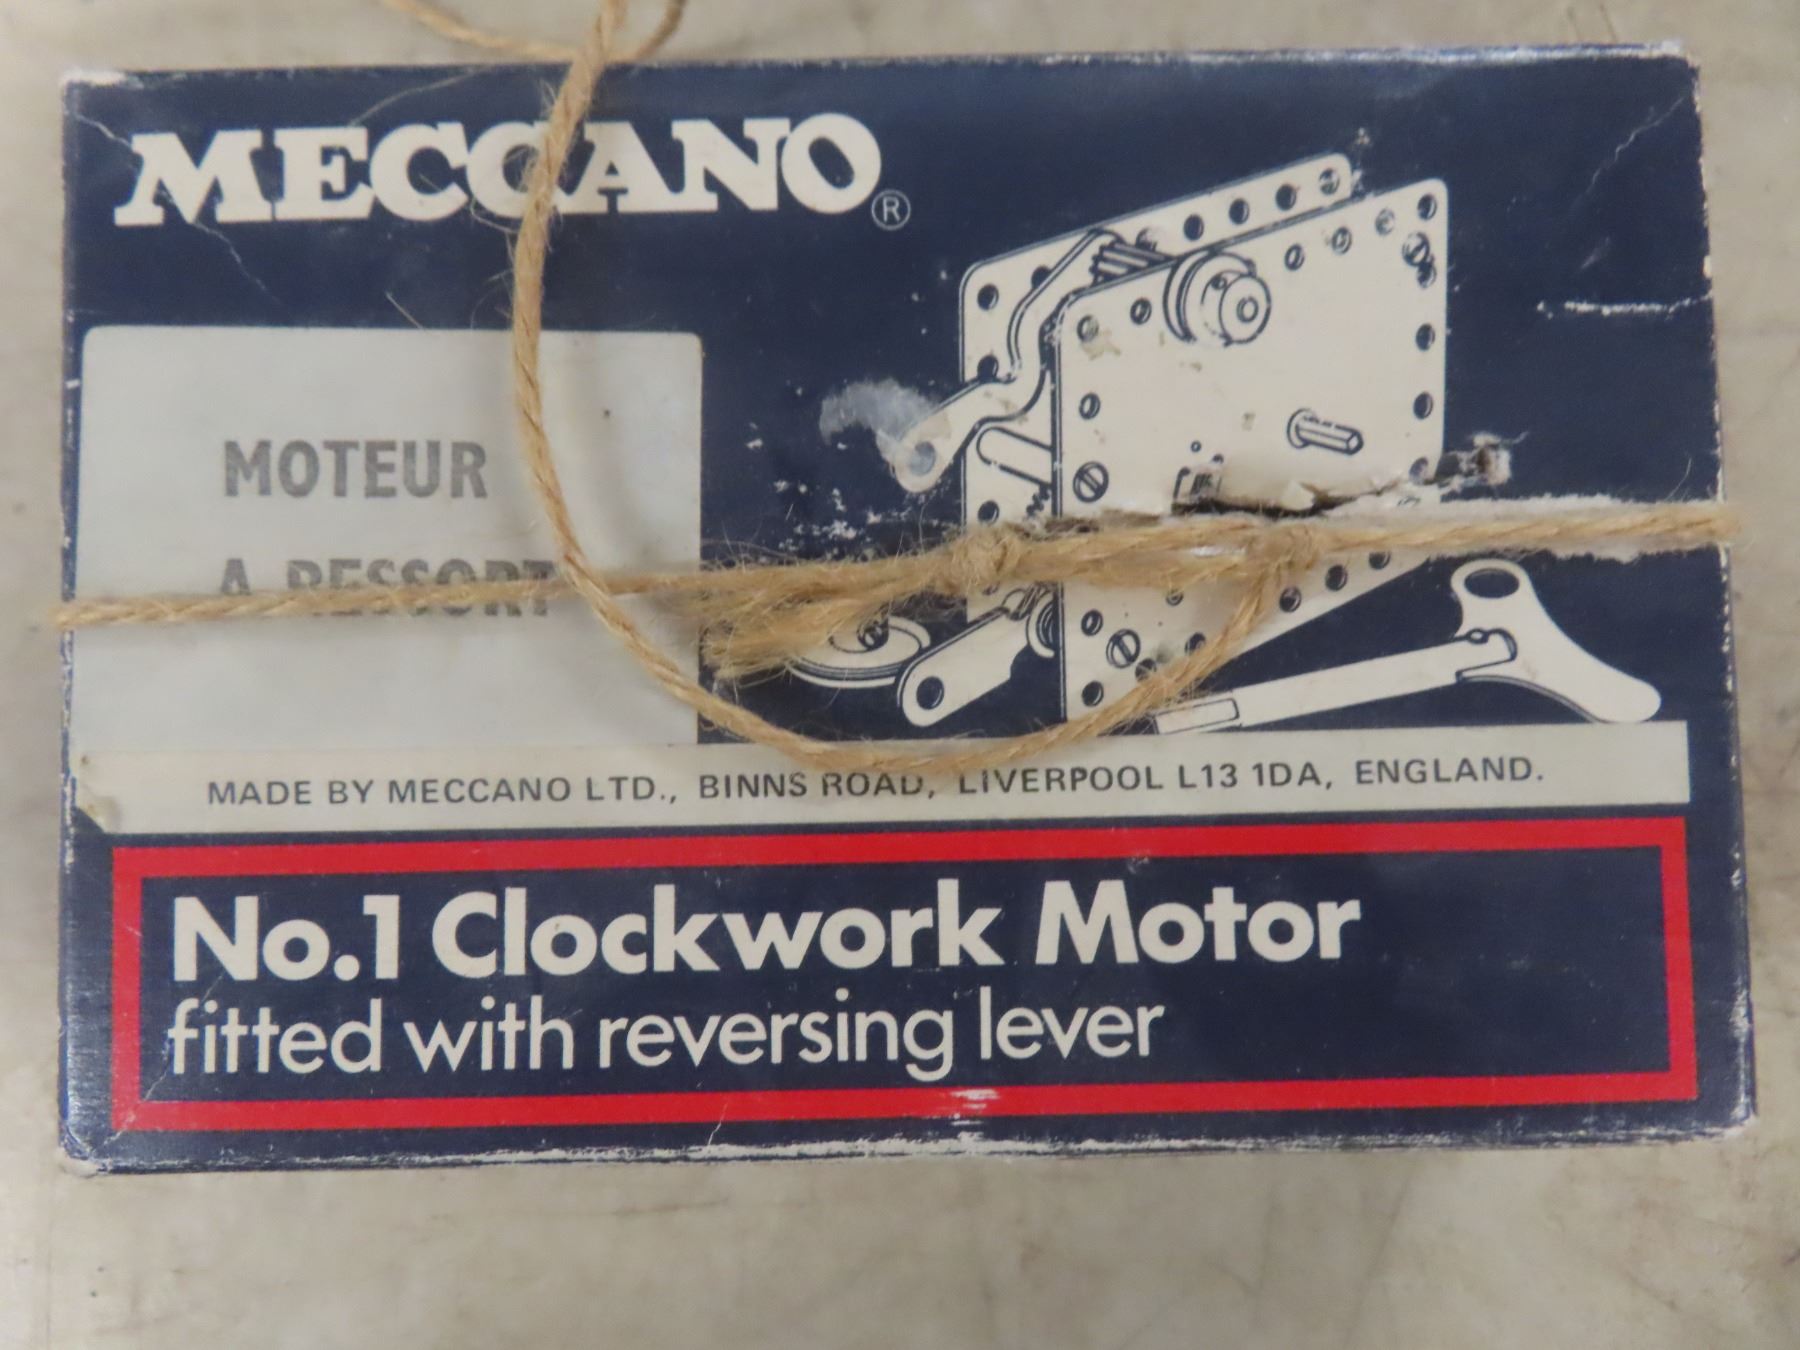 MECCANO®
MOTEUR
A RESSORT
MADE BY MECCANO LTD., BINNS ROAD, LIVERPOOL L13 1DA, ENGLAND.
No.1 Clockwork Motor
fitted with reversing lever